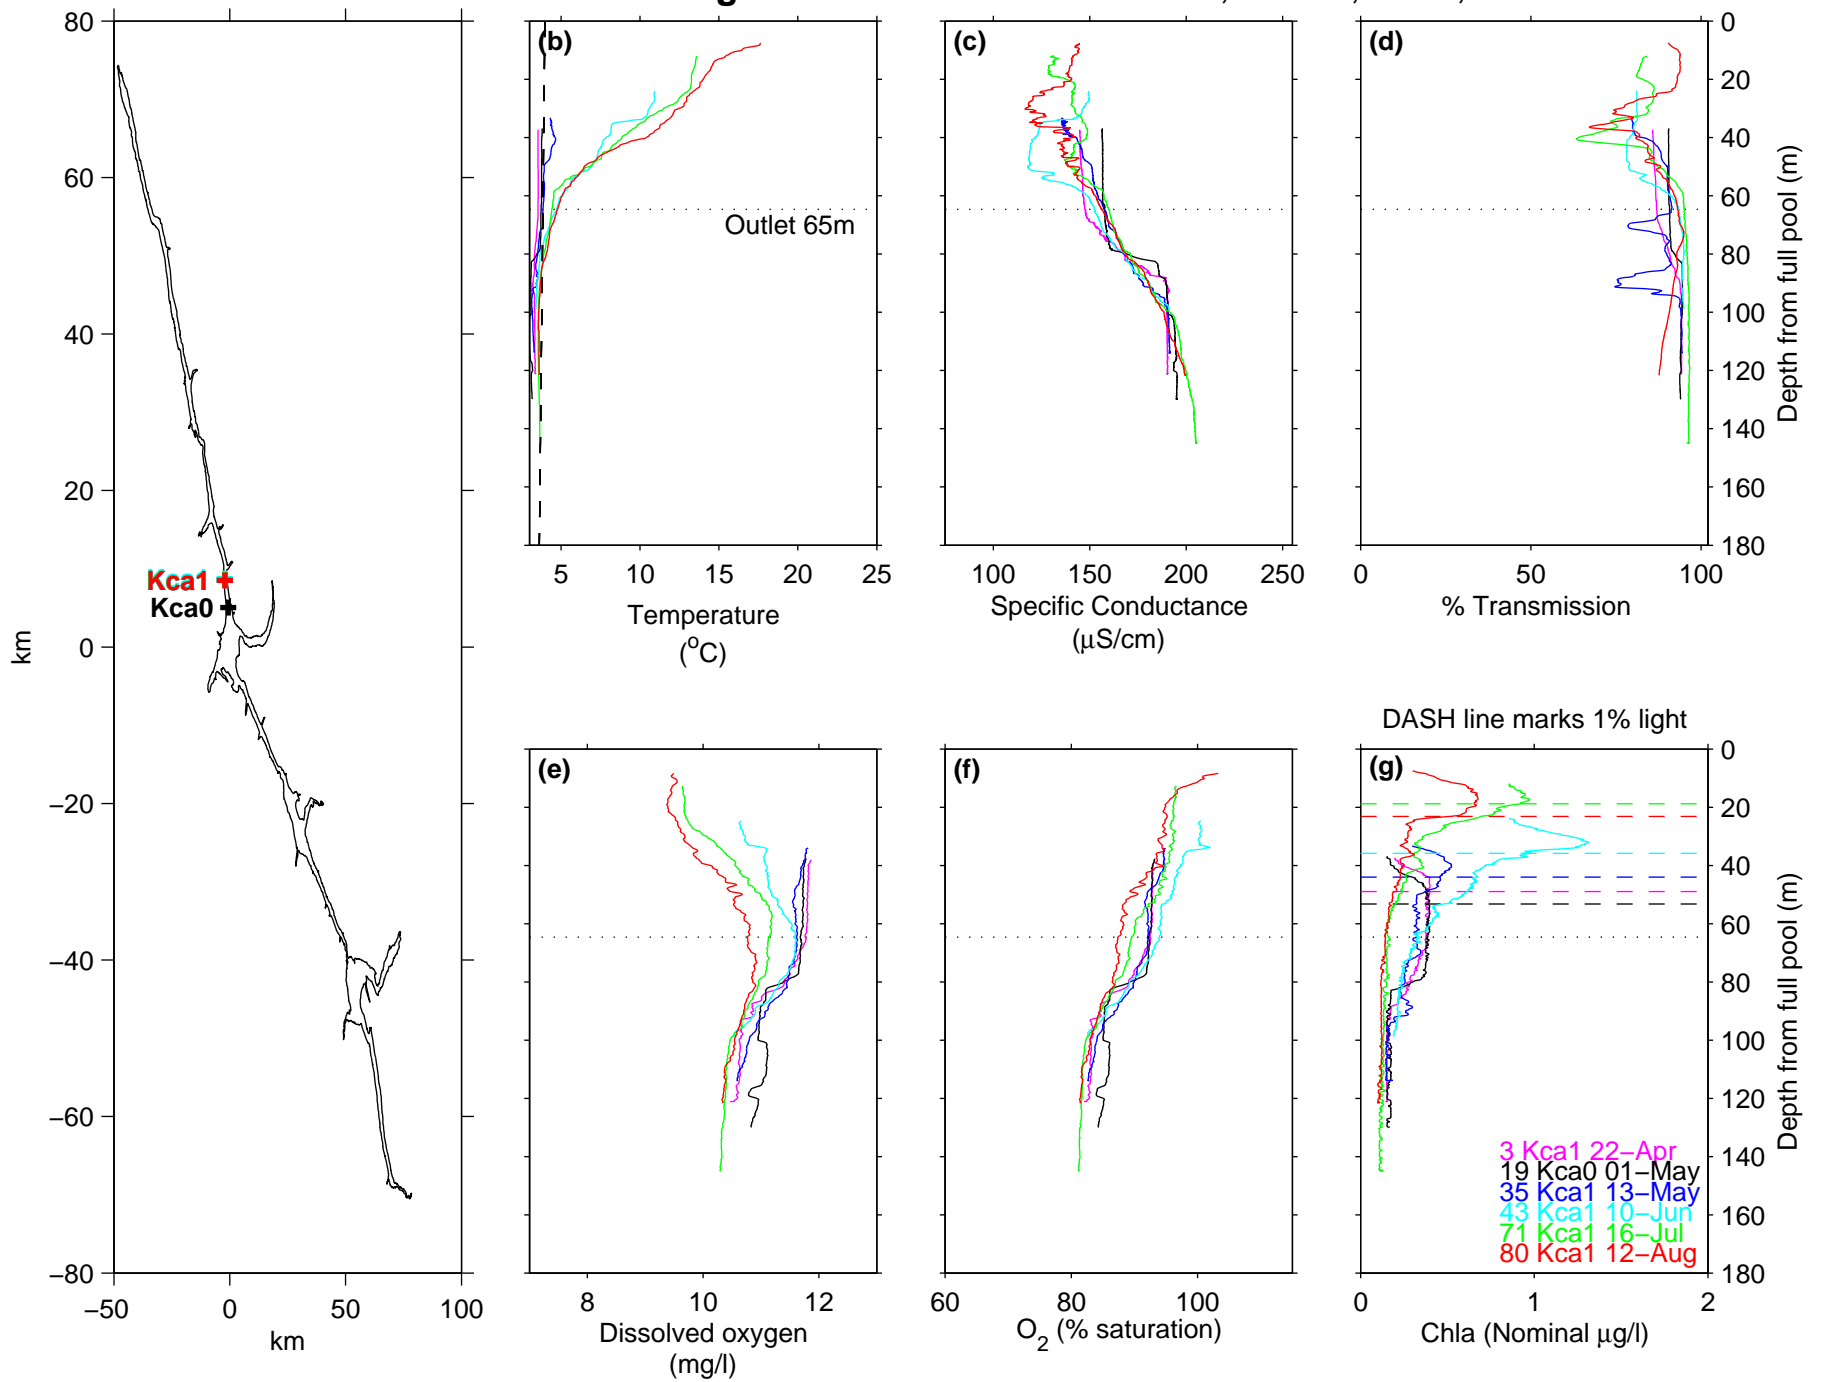 80
60
40
20
0
−20
−40
−60
−80
km
−50 0 50 100
km
Kca1
Kca0
(b)
Outlet 65m
5 10 15 20 25
Temperature
(°C)
(c)
100 150 200 250
Specific Conductance
(μS/cm)
(d)
0 50 100
% Transmission
0
20
40
60
80
100
120
140
160
180
Depth from full pool (m)
(e)
8 10 12
Dissolved oxygen
(mg/l)
(f)
60 80 100
O2 (% saturation)
DASH line marks 1% light
(g)
3 Kca1 22−Apr
19 Kca0 01−May
35 Kca1 13−May
43 Kca1 10−Jun
71 Kca1 16−Jul
80 Kca1 12−Aug
0 1 2
Chla (Nominal μg/l)
0
20
40
60
80
100
120
140
160
180
Depth from full pool (m)